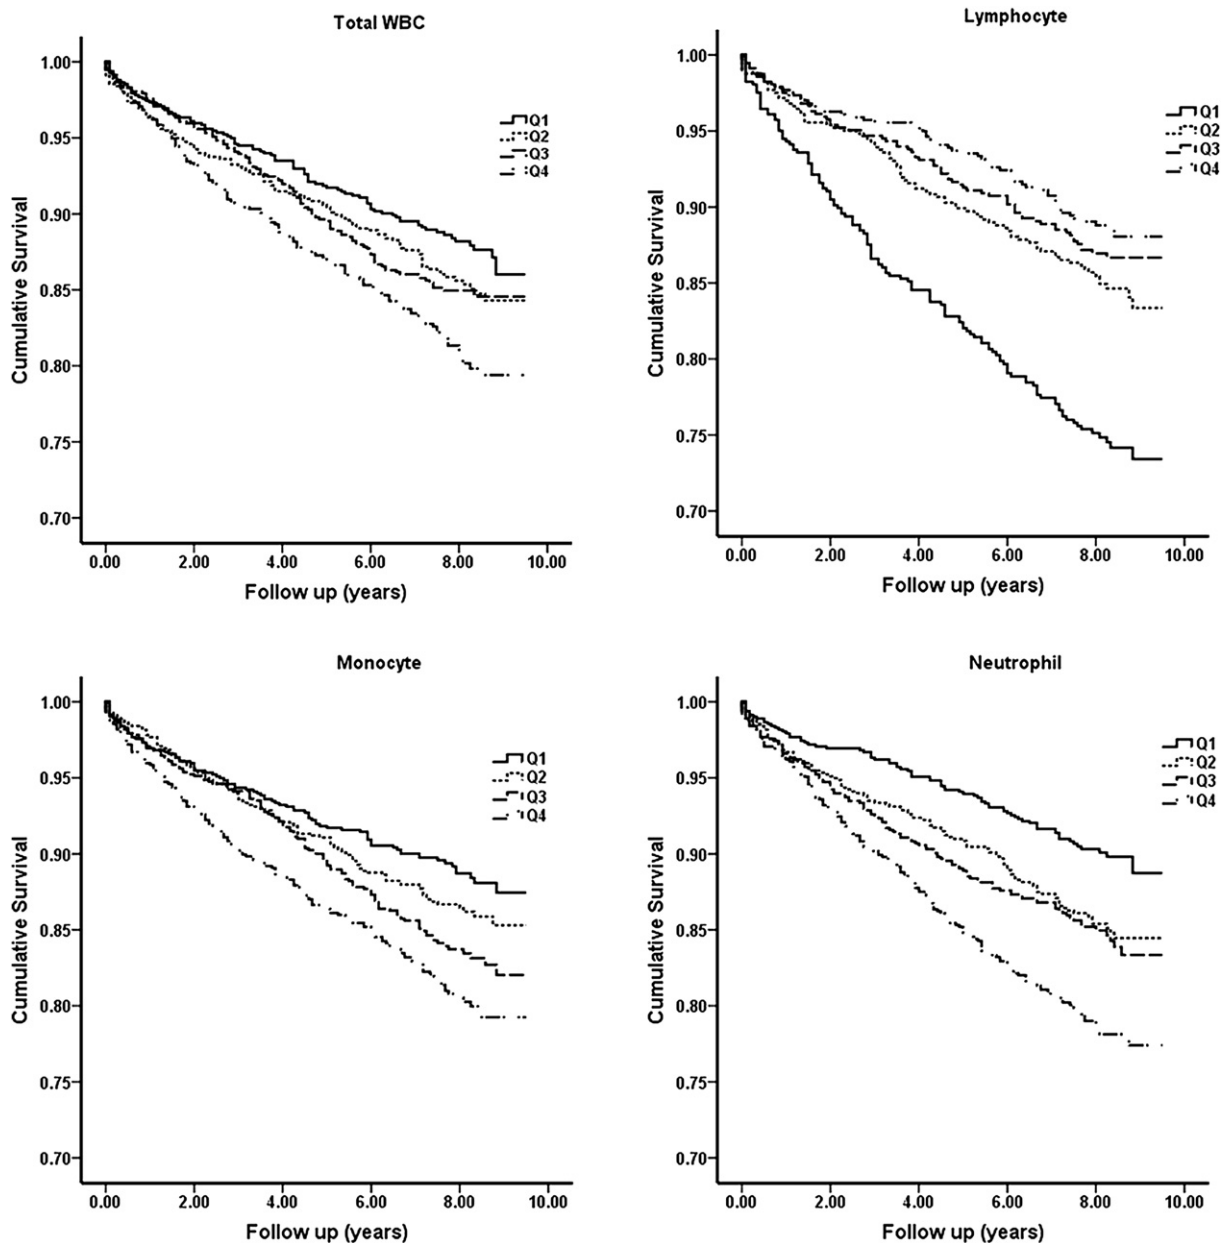 Total WBC
Cumulative Survival
1.00
0.95
0.90
0.85
0.80
0.75
0.70
Q1
Q2
Q3
Q4
0.00 2.00 4.00 6.00 8.00 10.00
Follow up (years)
Lymphocyte
Cumulative Survival
1.00
0.95
0.90
0.85
0.80
0.75
0.70
Q1
Q2
Q3
Q4
0.00 2.00 4.00 6.00 8.00 10.00
Follow up (years)
Monocyte
Cumulative Survival
1.00
0.95
0.90
0.85
0.80
0.75
0.70
Q1
Q2
Q3
Q4
0.00 2.00 4.00 6.00 8.00 10.00
Follow up (years)
Neutrophil
Cumulative Survival
1.00
0.95
0.90
0.85
0.80
0.75
0.70
Q1
Q2
Q3
Q4
0.00 2.00 4.00 6.00 8.00 10.00
Follow up (years)